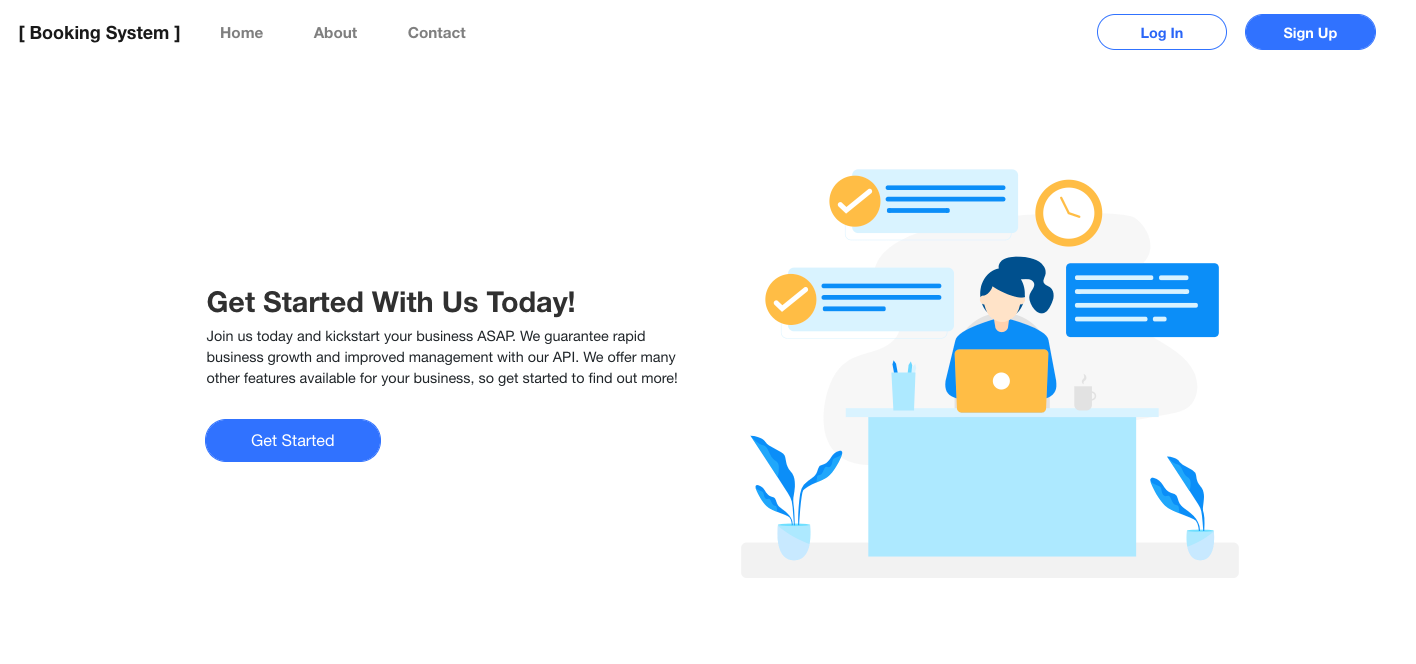 [ Booking System ]
Home
About
Contact
Log In
Sign Up
Get Started With Us Today!
Join us today and kickstart your business ASAP. We guarantee rapid
business growth and improved management with our API. We offer many
other features available for your business, so get started to find out more!
Get Started